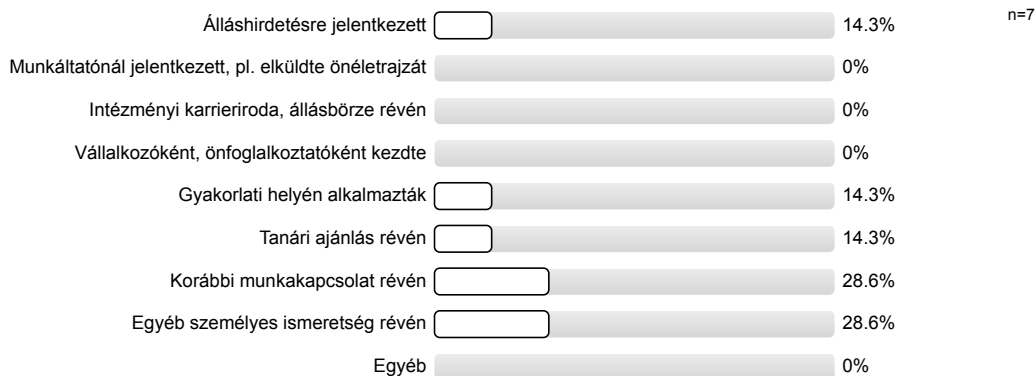 Álláshirdetésre jelentkezett 14.3% n=7
Munkáltatónál jelentkezett, pl. elküldte önéletrajzát 0%
Intézményi karrieriroda, állásbörze révén 0%
Vállalkozóként, önfoglalkoztatóként kezdte 0%
Gyakorlati helyén alkalmazták 14.3%
Tanári ajánlás révén 14.3%
Korábbi munkakapcsolat révén 28.6%
Egyéb személyes ismeretség révén 28.6%
Egyéb 0%